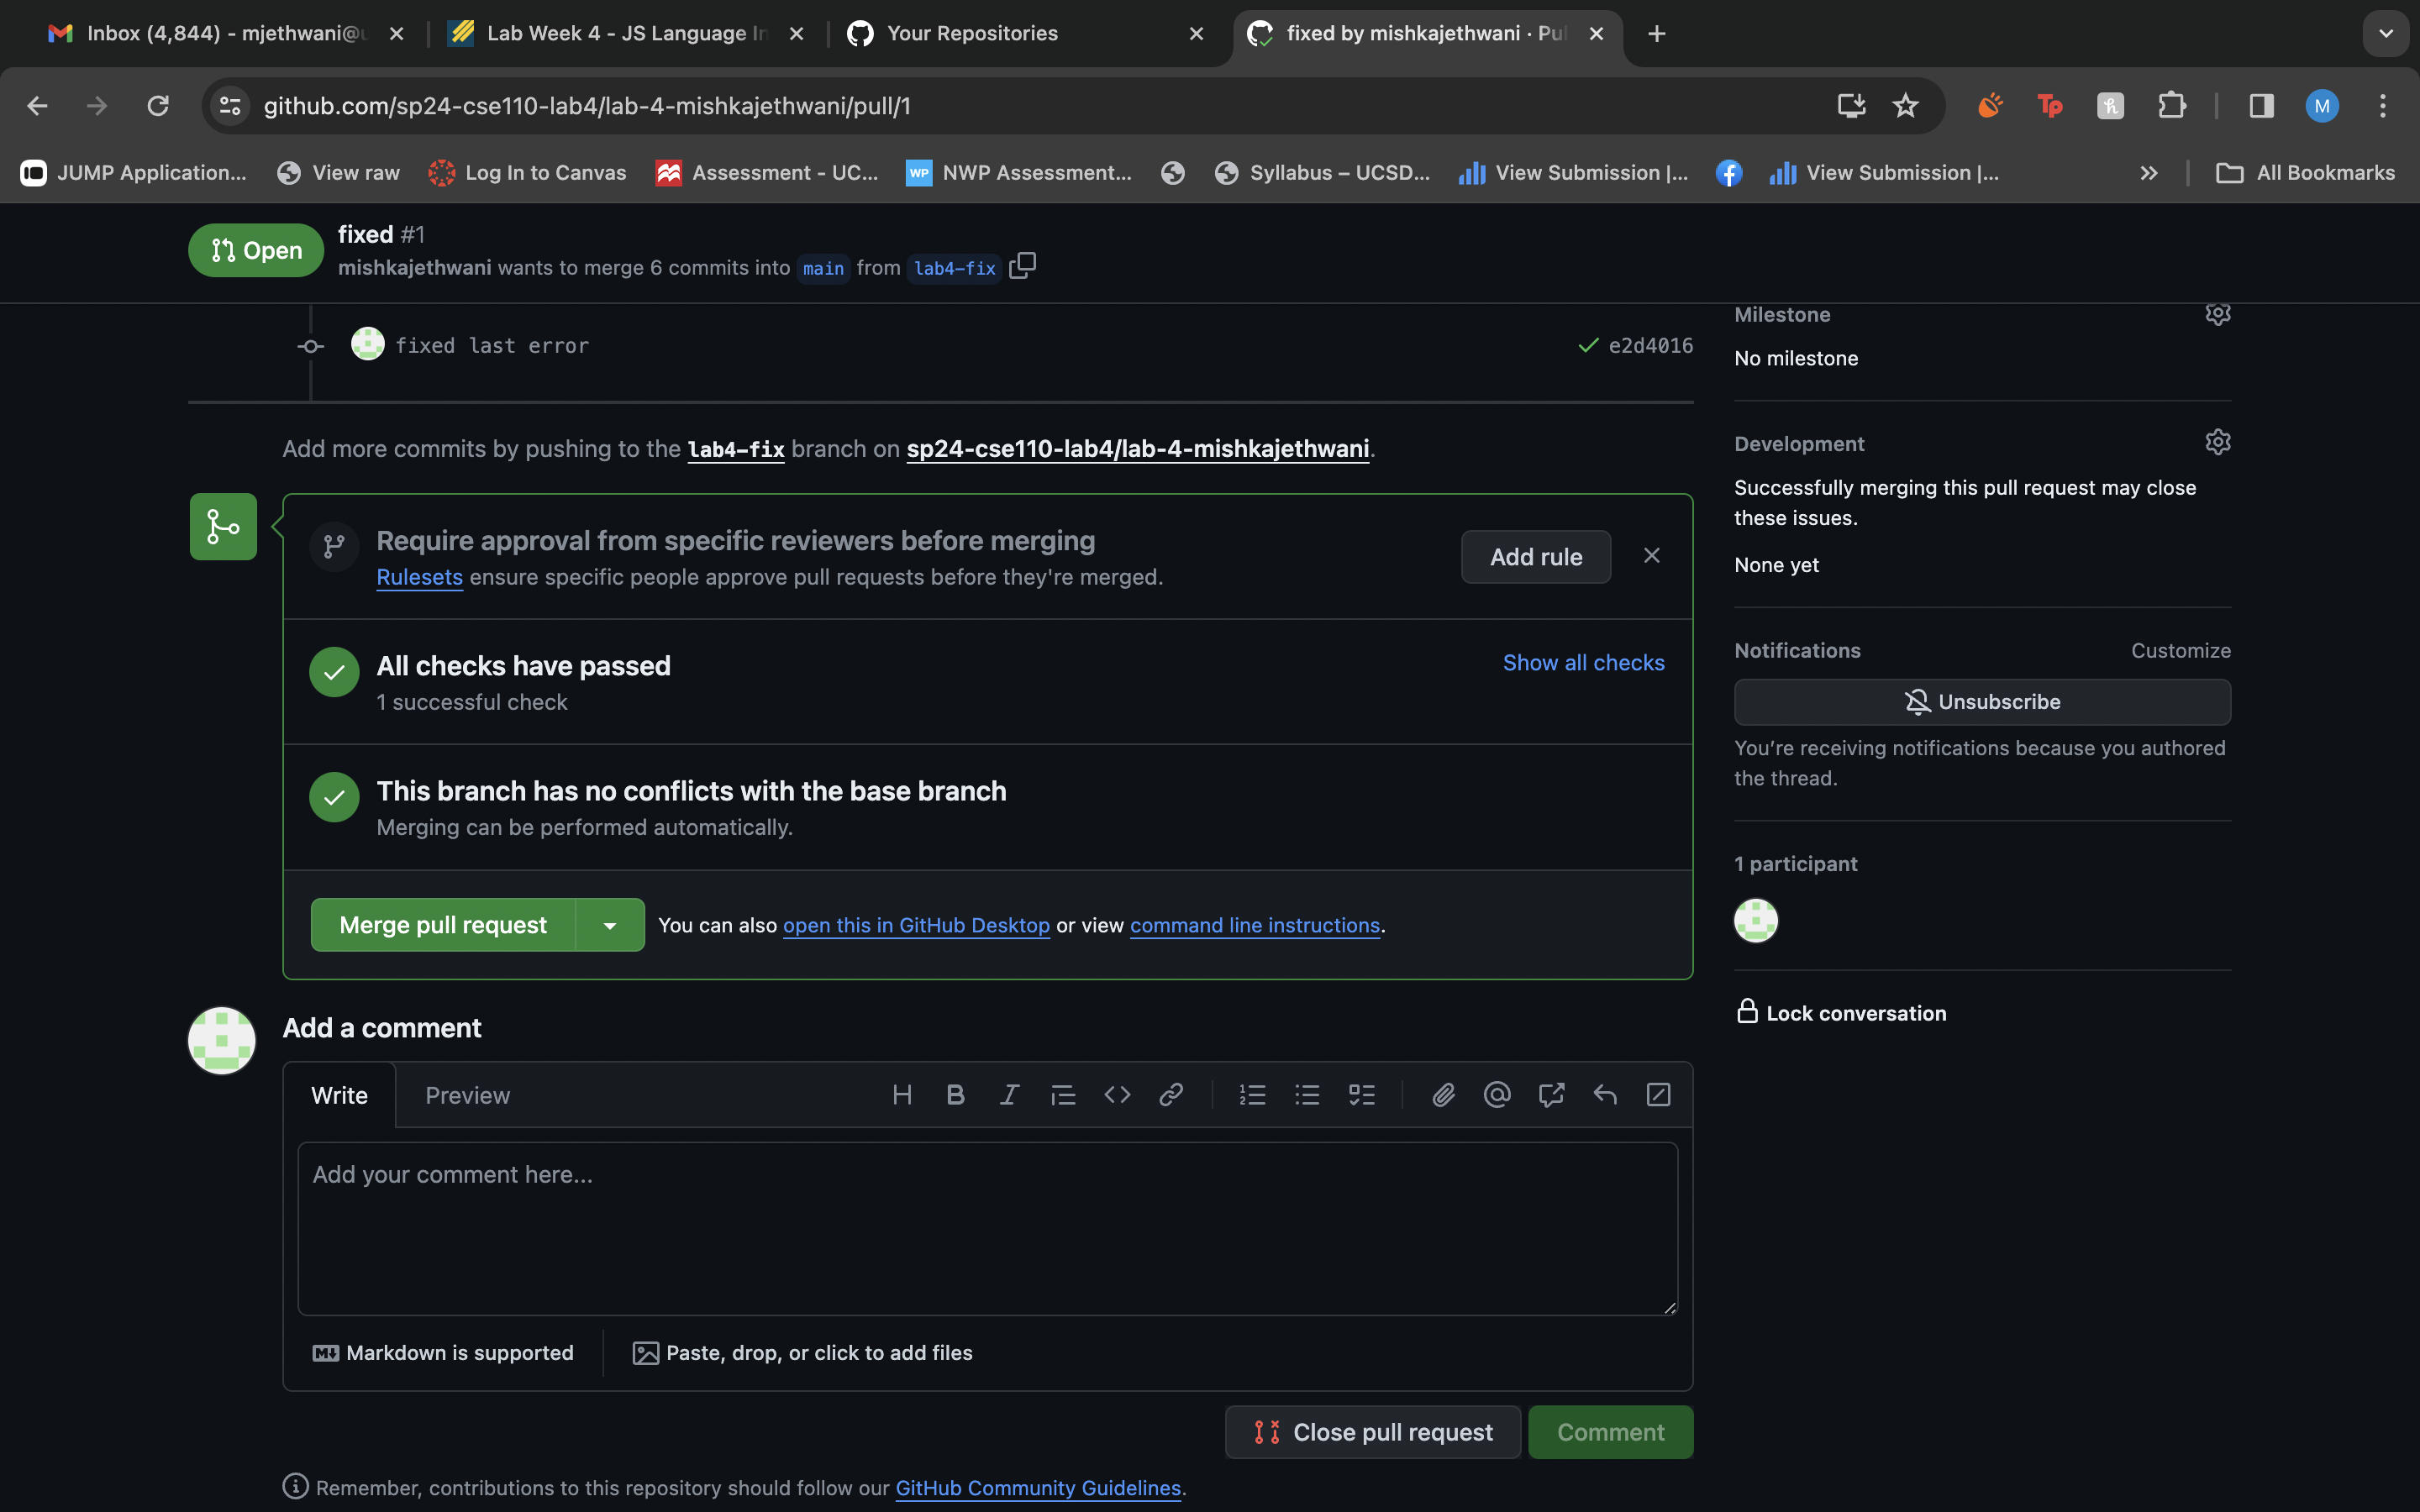 Inbox (4,844) - mjethwani@u
Lab Week 4 - JS Language In
Your Repositories
fixed by mishkajethwani · Pul
github.com/sp24-cse110-lab4/lab-4-mishkajethwani/pull/1
M
JUMP Application...
View raw
Log In to Canvas
Assessment - UC...
WP NWP Assessment...
Syllabus – UCSD...
View Submission |...
View Submission |...
All Bookmarks
Open
fixed #1
mishkajethwani wants to merge 6 commits into main from lab4-fix
fixed last error
e2d4016
Add more commits by pushing to the lab4-fix branch on sp24-cse110-lab4/lab-4-mishkajethwani.
Require approval from specific reviewers before merging
Rulesets ensure specific people approve pull requests before they're merged.
Add rule
All checks have passed
1 successful check
Show all checks
This branch has no conflicts with the base branch
Merging can be performed automatically.
Merge pull request
You can also open this in GitHub Desktop or view command line instructions.
Add a comment
Write
Preview
Add your comment here...
Markdown is supported
Paste, drop, or click to add files
Close pull request
Comment
Remember, contributions to this repository should follow our GitHub Community Guidelines.
Milestone
No milestone
Development
Successfully merging this pull request may close
these issues.
None yet
Notifications
Customize
Unsubscribe
You’re receiving notifications because you authored
the thread.
1 participant
Lock conversation